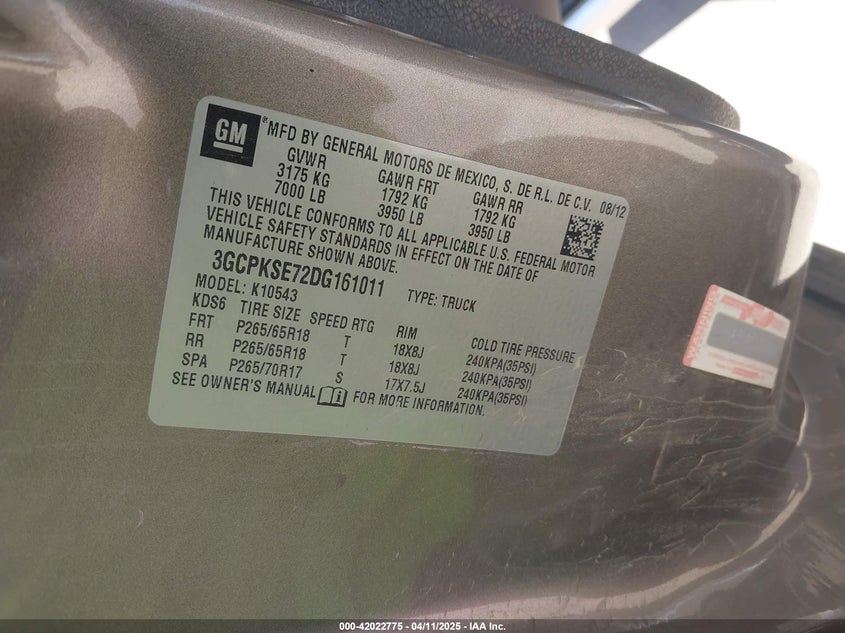 GM
®MFD BY GENERAL MOTORS DE MEXICO, S. DE R.L. DE C.V. 08/12
GVWR GAWR FRT GAWR RR
3175 KG 1792 KG 1792 KG
7000 LB 3950 LB 3950 LB
THIS VEHICLE CONFORMS TO ALL APPLICABLE U.S. FEDERAL MOTOR
VEHICLE SAFETY STANDARDS IN EFFECT ON THE DATE OF
MANUFACTURE SHOWN ABOVE.
3GCPKSE72DG161011 TYPE: TRUCK
MODEL: K10543
KDS6 TIRE SIZE SPEED RTG RIM COLD TIRE PRESSURE
FRT P265/65R18 T 18X8J 240KPA(35PSI)
RR P265/65R18 T 18X8J 240KPA(35PSI)
SPA P265/70R17 S 17X7.5J 240KPA(35PSI)
SEE OWNER'S MANUAL i FOR MORE INFORMATION.
000-42022775 - 04/11/2025 - IAA Inc.